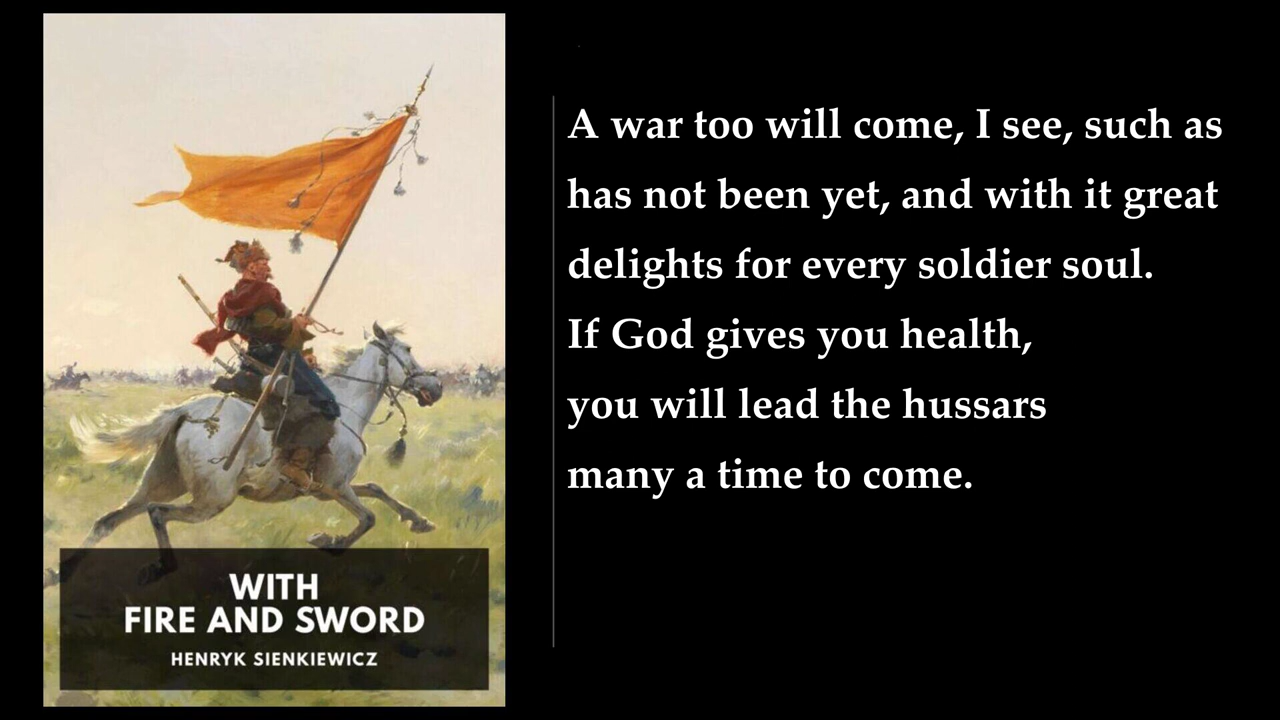 A war too will come, I see, such as
has not been yet, and with it great
delights for every soldier soul.
If God gives you health,
you will lead the hussars
many a time to come.
WITH
FIRE AND SWORD
HENRYK SIENKIEWICZ